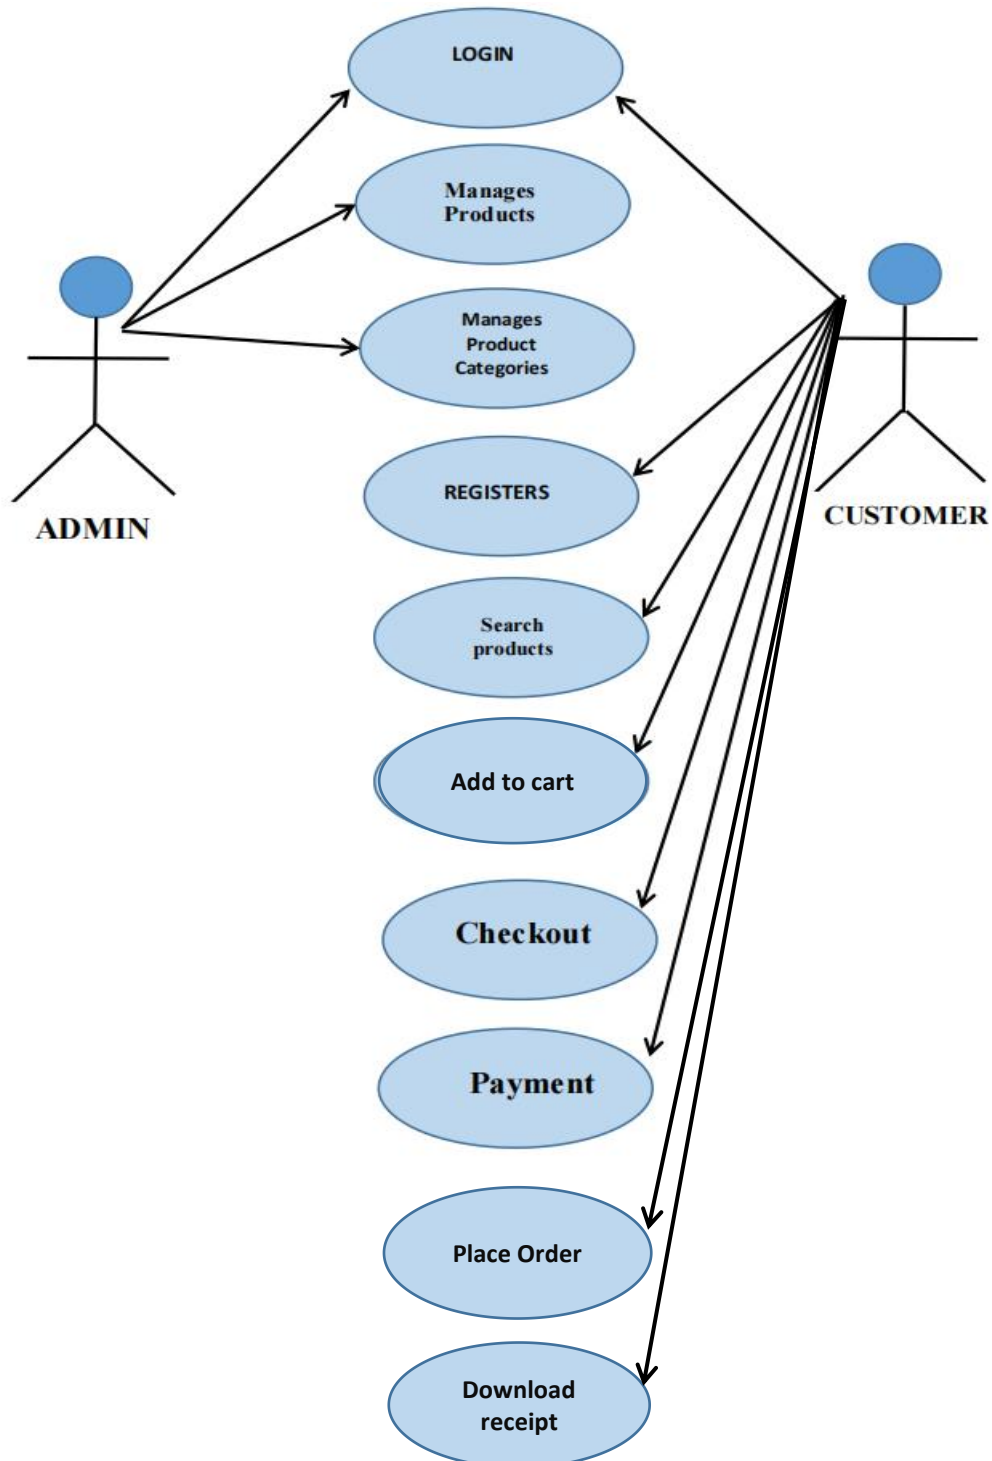 LOGIN
Manages
Products
Manages
Product
Categories
ADMIN
REGISTERS
CUSTOMER
Search
products
Add to cart
Checkout
Payment
Place Order
Download
receipt